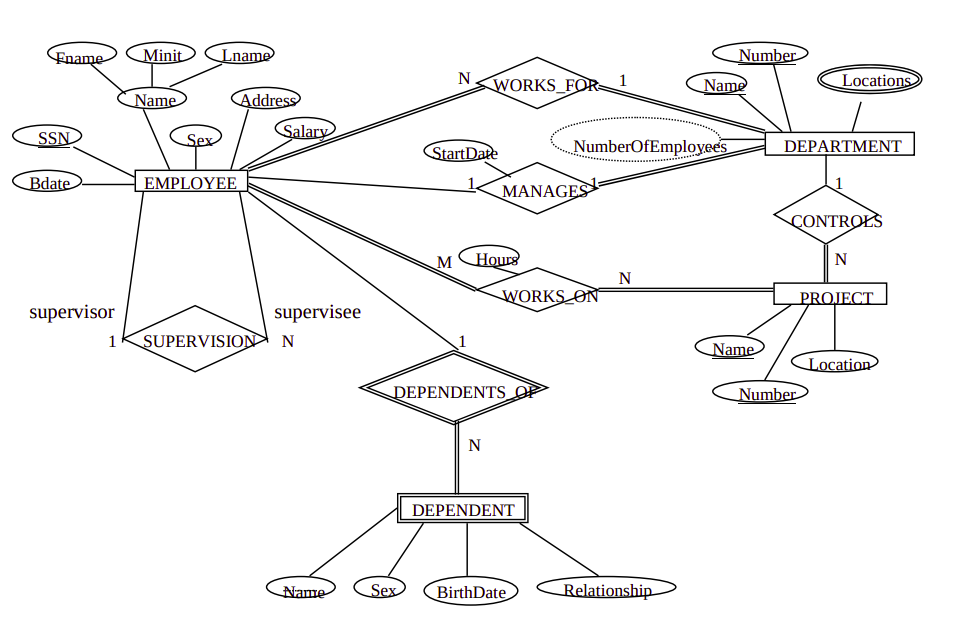 Fname
Minit
Lname
Name
Address
SSN
Sex
Salary
Bdate
EMPLOYEE
N
WORKS_FOR
1
Number
Name
Locations
NumberOfEmployees
DEPARTMENT
StartDate
1
MANAGES
1
1
CONTROLS
N
M
Hours
WORKS_ON
N
PROJECT
Name
Location
Number
supervisor
supervisee
1
SUPERVISION
N
1
DEPENDENTS_OF
N
DEPENDENT
Name
Sex
BirthDate
Relationship